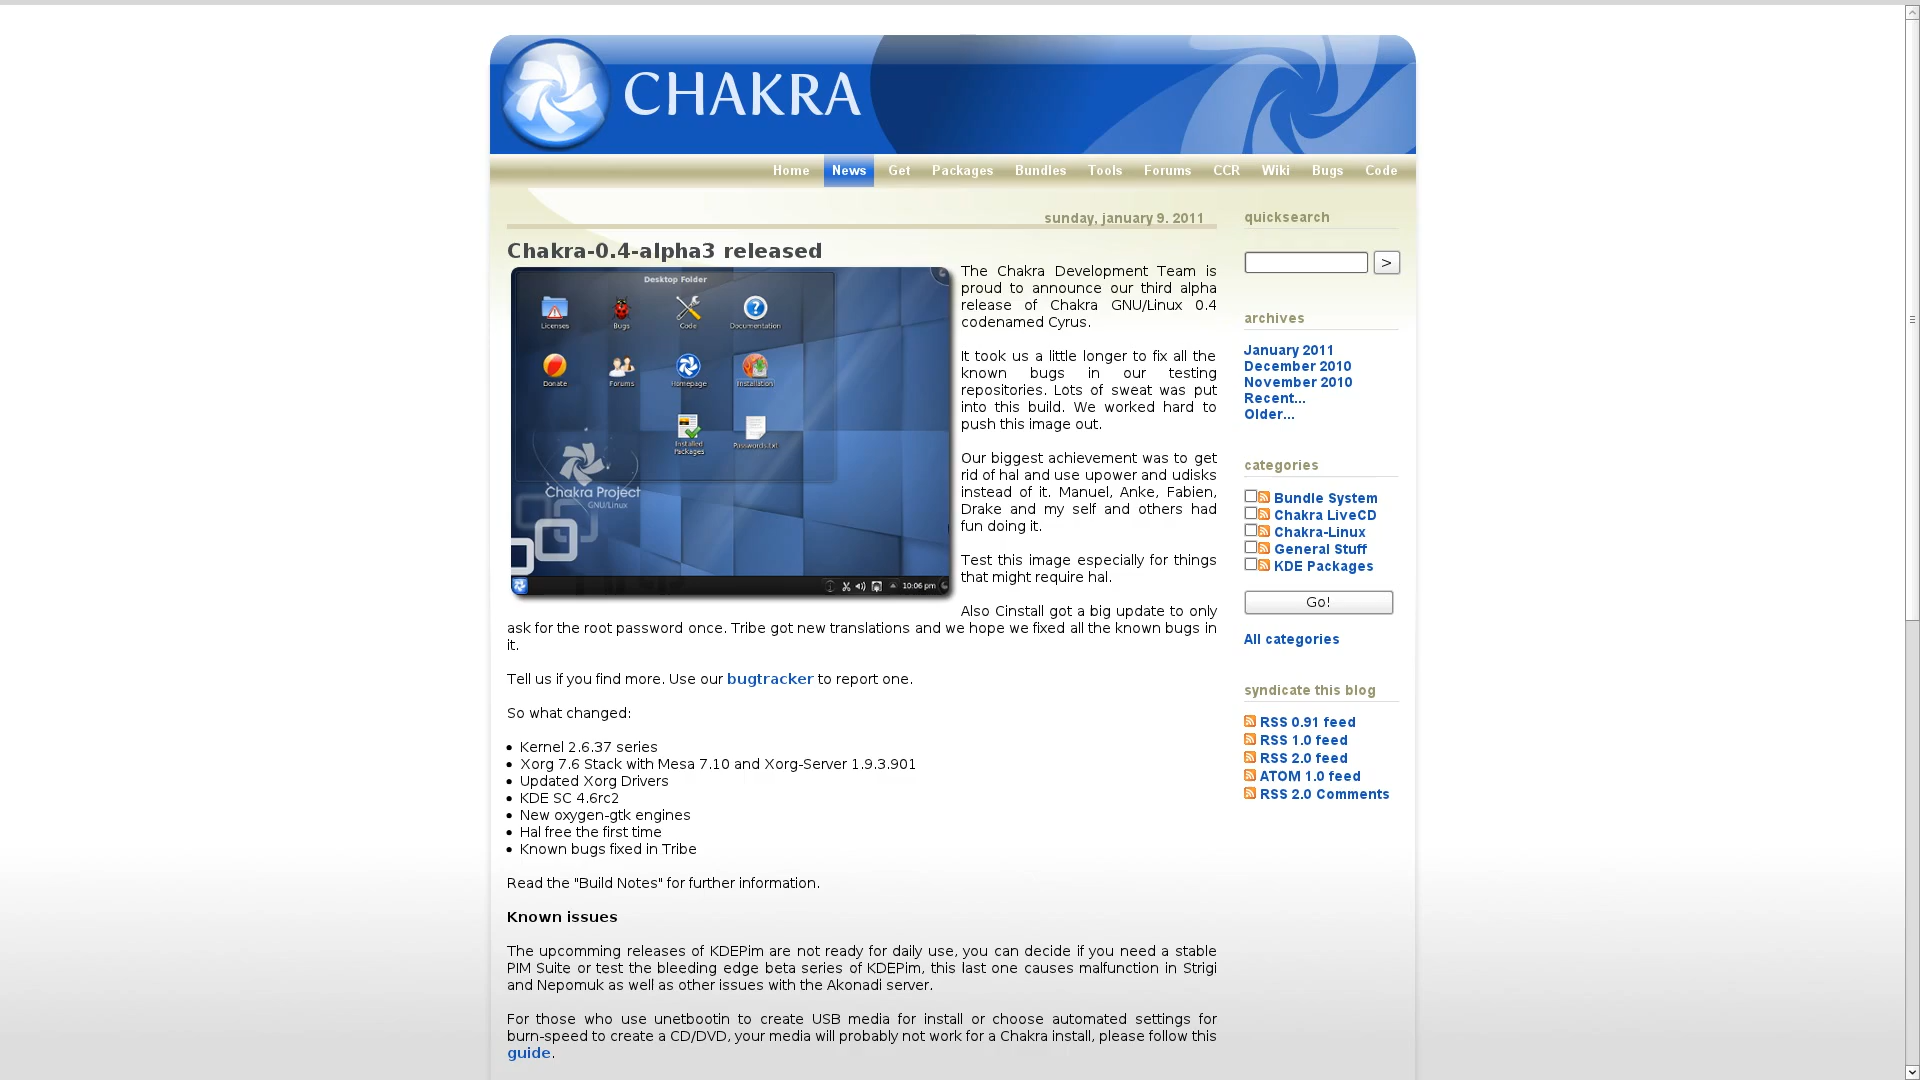 CHAKRA
Home News Get Packages Bundles Tools Forums CCR Wiki Bugs Code
sunday, january 9. 2011
Chakra-0.4-alpha3 released
Desktop Folder
Licenses Bugs Code Documentation
Donate Forums Homepage Installation
Installed Packages Passwords.txt
Chakra Project
GNU/Linux
10:06 pm
The Chakra Development Team is
proud to announce our third alpha
release of Chakra GNU/Linux 0.4
codenamed Cyrus.
It took us a little longer to fix all the
known bugs in our testing
repositories. Lots of sweat was put
into this build. We worked hard to
push this image out.
Our biggest achievement was to get
rid of hal and use upower and udisks
instead of it. Manuel, Anke, Fabien,
Drake and my self and others had
fun doing it.
Test this image especially for things
that might require hal.
Also Cinstall got a big update to only
ask for the root password once. Tribe got new translations and we hope we fixed all the known bugs in
it.
Tell us if you find more. Use our bugtracker to report one.
So what changed:
• Kernel 2.6.37 series
• Xorg 7.6 Stack with Mesa 7.10 and Xorg-Server 1.9.3.901
• Updated Xorg Drivers
• KDE SC 4.6rc2
• New oxygen-gtk engines
• Hal free the first time
• Known bugs fixed in Tribe
Read the "Build Notes" for further information.
Known issues
The upcomming releases of KDEPim are not ready for daily use, you can decide if you need a stable
PIM Suite or test the bleeding edge beta series of KDEPim, this last one causes malfunction in Strigi
and Nepomuk as well as other issues with the Akonadi server.
For those who use unetbootin to create USB media for install or choose automated settings for
burn-speed to create a CD/DVD, your media will probably not work for a Chakra install, please follow this
guide.
quicksearch
>
archives
January 2011
December 2010
November 2010
Recent...
Older...
categories
Bundle System
Chakra LiveCD
Chakra-Linux
General Stuff
KDE Packages
Go!
All categories
syndicate this blog
RSS 0.91 feed
RSS 1.0 feed
RSS 2.0 feed
ATOM 1.0 feed
RSS 2.0 Comments